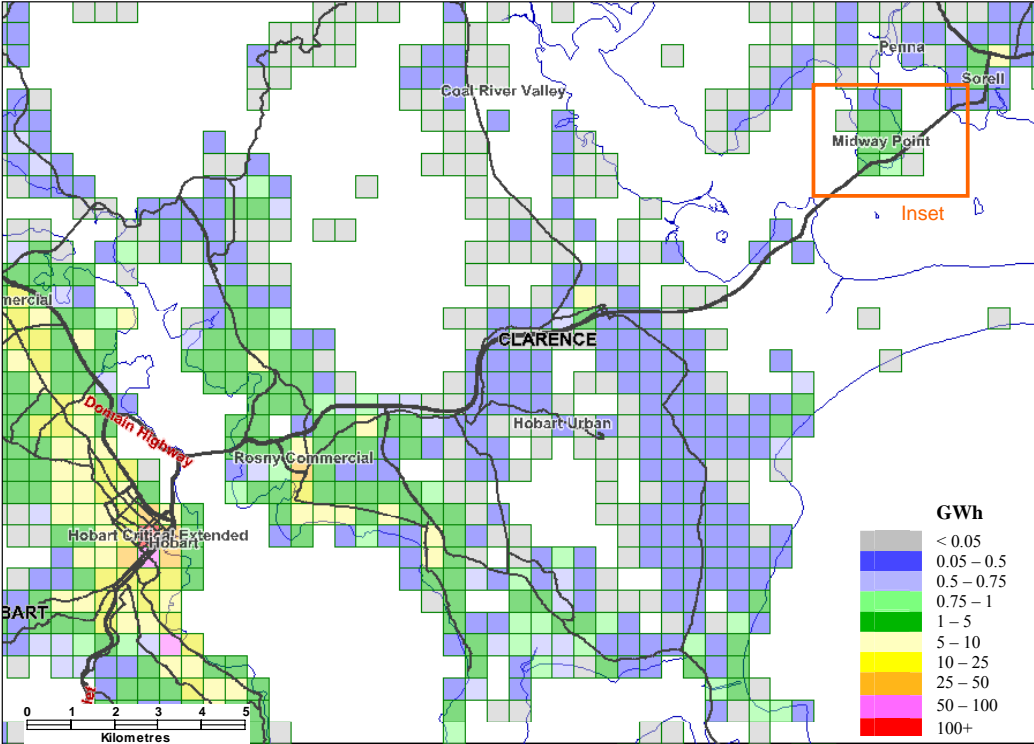 Penna
Sorell
Coal River Valley
Midway Point
Inset
mercial
CLARENCE
Domain Highway
Hobart Urban
Rosny Commercial
Hobart Critical Extended
Hobart
BART
GWh
< 0.05
0.05 – 0.5
0.5 – 0.75
0.75 – 1
1 – 5
5 – 10
10 – 25
25 – 50
50 – 100
100+
0 1 2 3 4 5
Kilometres